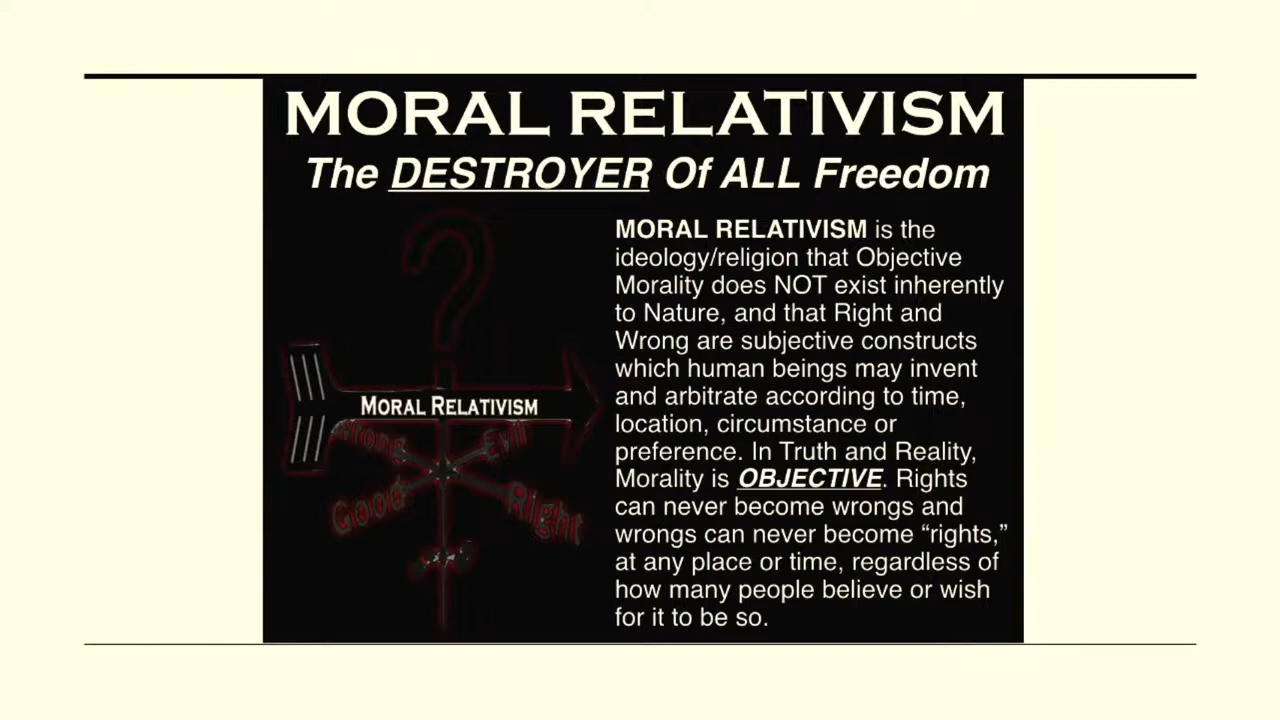 MORAL RELATIVISM
The DESTROYER Of ALL Freedom
MORAL RELATIVISM is the
ideology/religion that Objective
Morality does NOT exist inherently
to Nature, and that Right and
Wrong are subjective constructs
which human beings may invent
and arbitrate according to time,
location, circumstance or
preference. In Truth and Reality,
Morality is OBJECTIVE. Rights
can never become wrongs and
wrongs can never become “rights,”
at any place or time, regardless of
how many people believe or wish
for it to be so.
?
MORAL RELATIVISM
Wrong
Evil
Good
Right